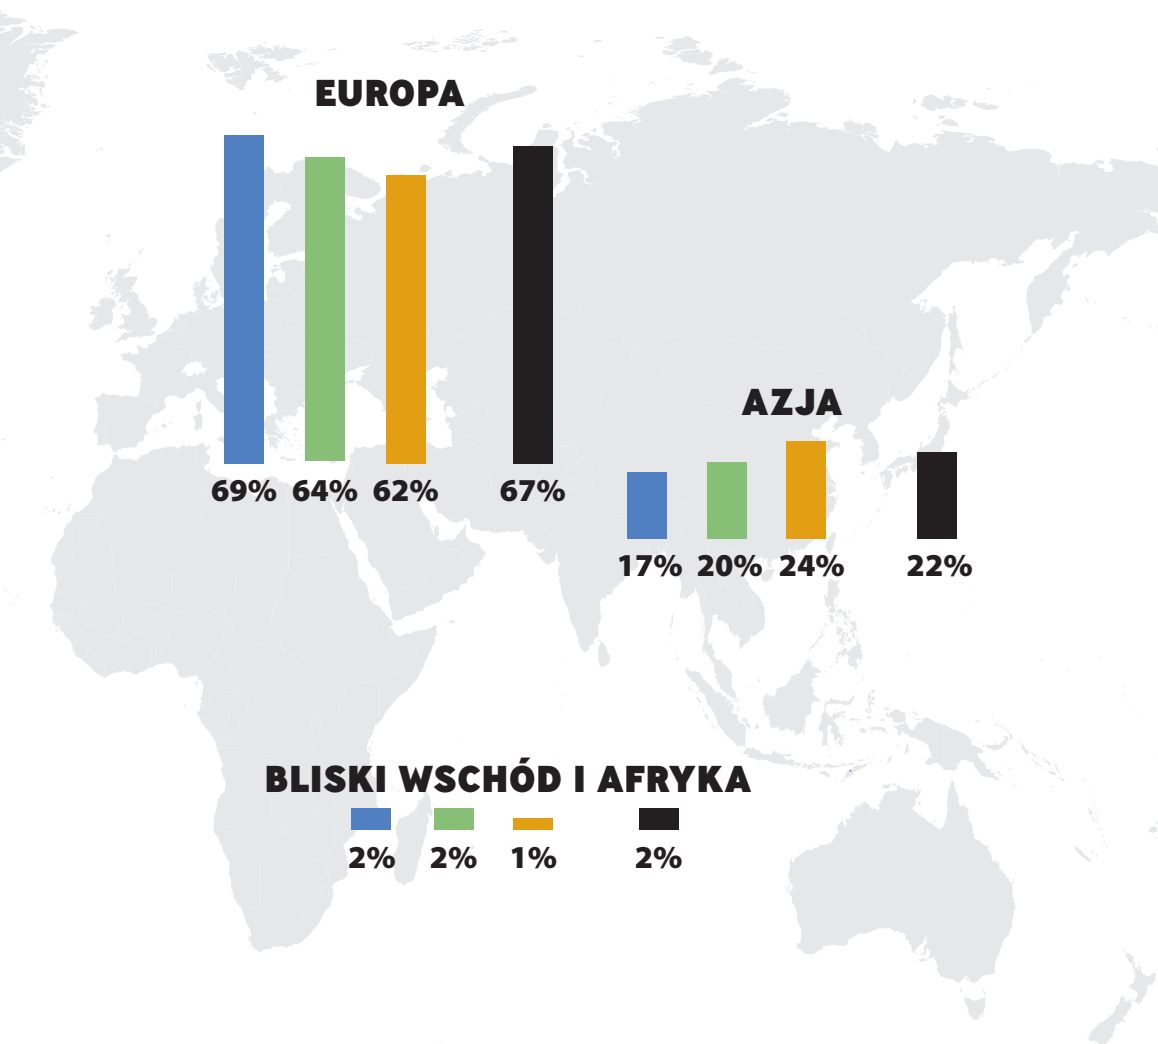 EUROPA
69% 64% 62% 67%
AZJA
17% 20% 24% 22%
BLISKI WSCHÓD I AFRYKA
2% 2% 1% 2%